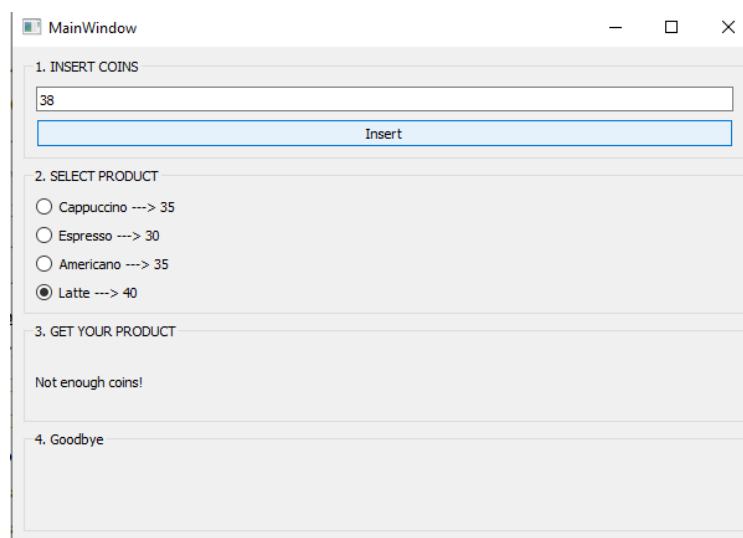 MainWindow
1. INSERT COINS
38
Insert
2. SELECT PRODUCT
Cappuccino ---> 35
Espresso ---> 30
Americano ---> 35
Latte ---> 40
3. GET YOUR PRODUCT
Not enough coins!
4. Goodbye